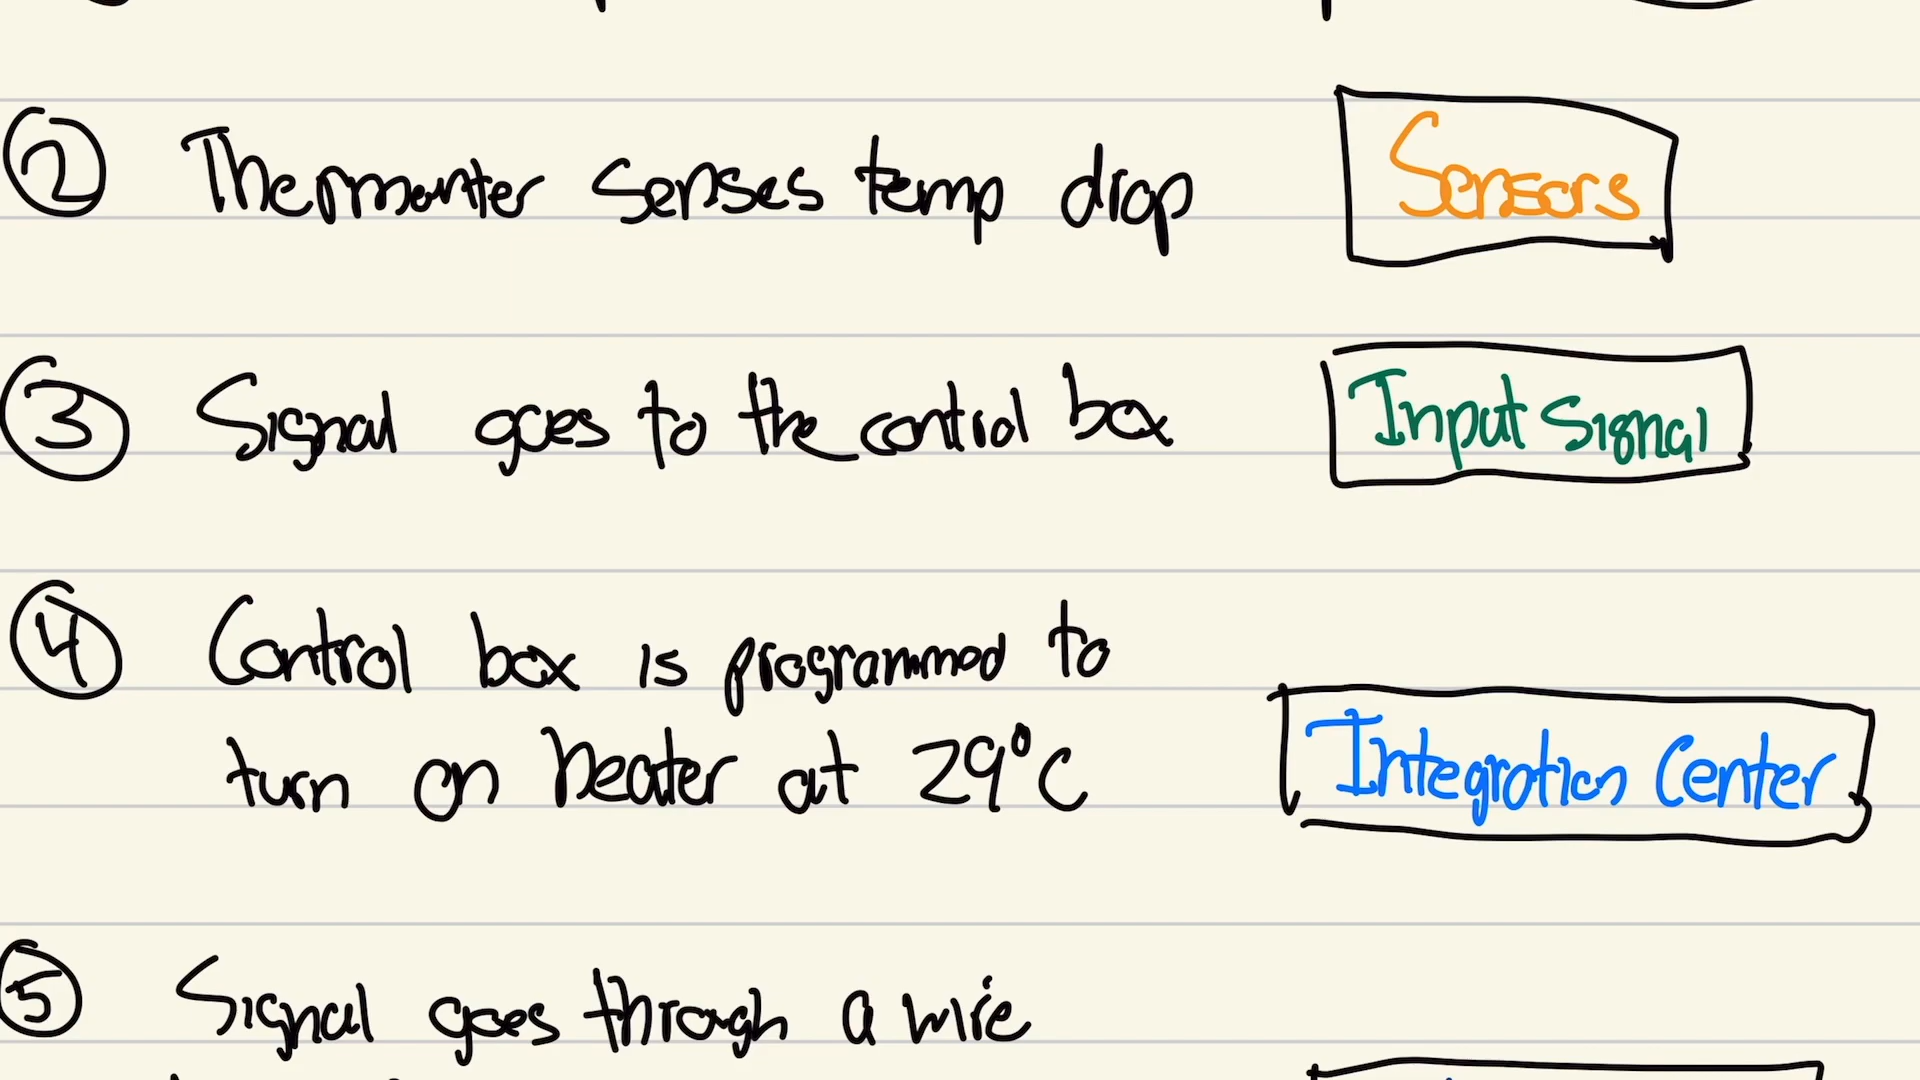 ② Thermomter senses temp drop
Sensors
③ Signal goes to the control box
Input Signal
④ Control box is programmed to
turn on heater at 29°C
Integration Center
⑤ Signal goes through a wire